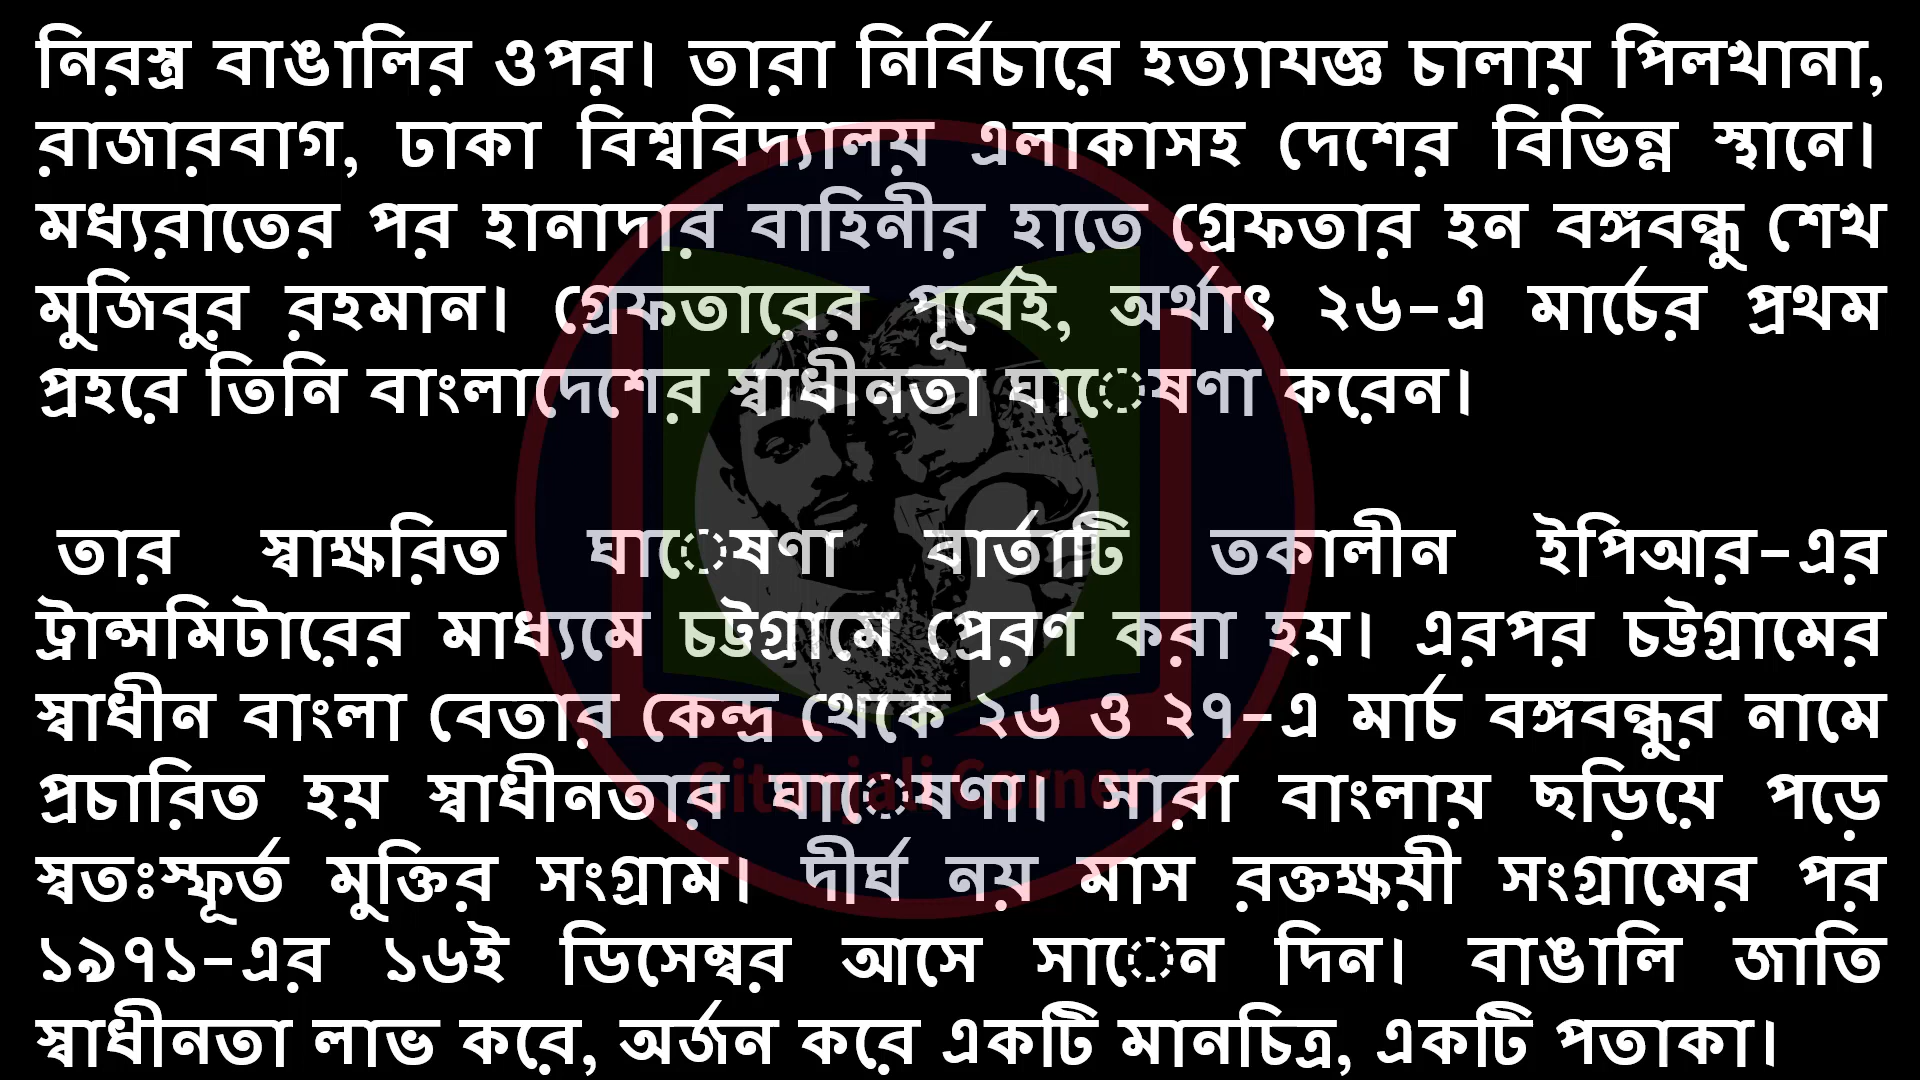 নিরস্ত্র বাঙালির ওপর। তারা নির্বিচারে হত্যাযজ্ঞ চালায় পিলখানা,
রাজারবাগ, ঢাকা বিশ্ববিদ্যালয় এলাকাসহ দেশের বিভিন্ন স্থানে।
মধ্যরাতের পর হানাদার বাহিনীর হাতে গ্রেফতার হন বঙ্গবন্ধু শেখ
মুজিবুর রহমান। গ্রেফতারের পূর্বেই, অর্থাৎ ২৬-এ মার্চের প্রথম
প্রহরে তিনি বাংলাদেশের স্বাধীনতা ঘােষণা করেন।
তার স্বাক্ষরিত ঘােষণা বার্তাটি তকালীন ইপিআর-এর
ট্রান্সমিটারের মাধ্যমে চট্টগ্রামে প্রেরণ করা হয়। এরপর চট্টগ্রামের
স্বাধীন বাংলা বেতার কেন্দ্র থেকে ২৬ ও ২৭-এ মার্চ বঙ্গবন্ধুর নামে
প্রচারিত হয় স্বাধীনতার ঘােষণা। সারা বাংলায় ছড়িয়ে পড়ে
স্বতঃস্ফূর্ত মুক্তির সংগ্রাম। দীর্ঘ নয় মাস রক্তক্ষয়ী সংগ্রামের পর
১৯৭১-এর ১৬ই ডিসেম্বর আসে সােন দিন। বাঙালি জাতি
স্বাধীনতা লাভ করে, অর্জন করে একটি মানচিত্র, একটি পতাকা।
Gitanjali Corner